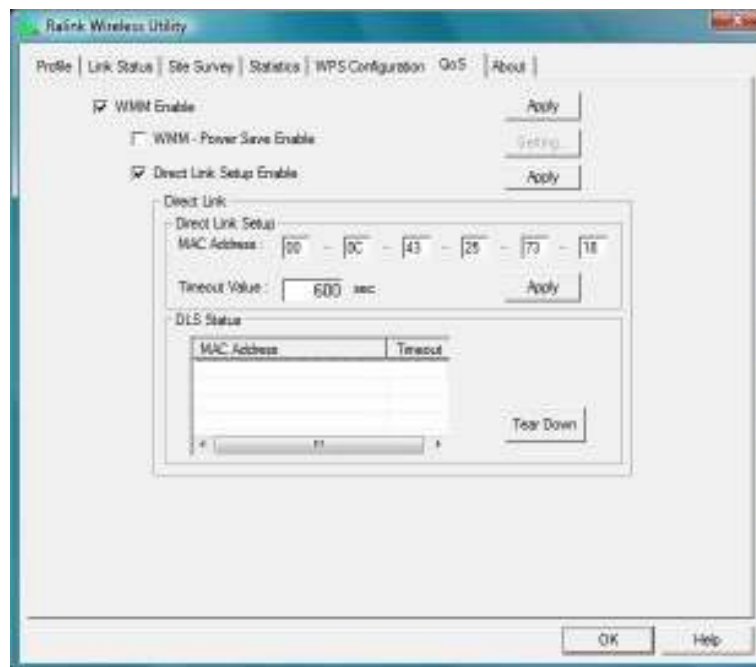 Ralink Wireless Utility
Profile | Link Status | Site Survey | Statistics | WPS Configuration QoS | About |
WMM Enable Apply
WMM - Power Save Enable Setting...
Direct Link Setup Enable Apply
Direct Link
Direct Link Setup
MAC Address : 00 - 0C - 43 - 25 - 73 - 18
Timeout Value : 600 sec Apply
DLS Status
MAC Address Timeout
Tear Down
OK Help